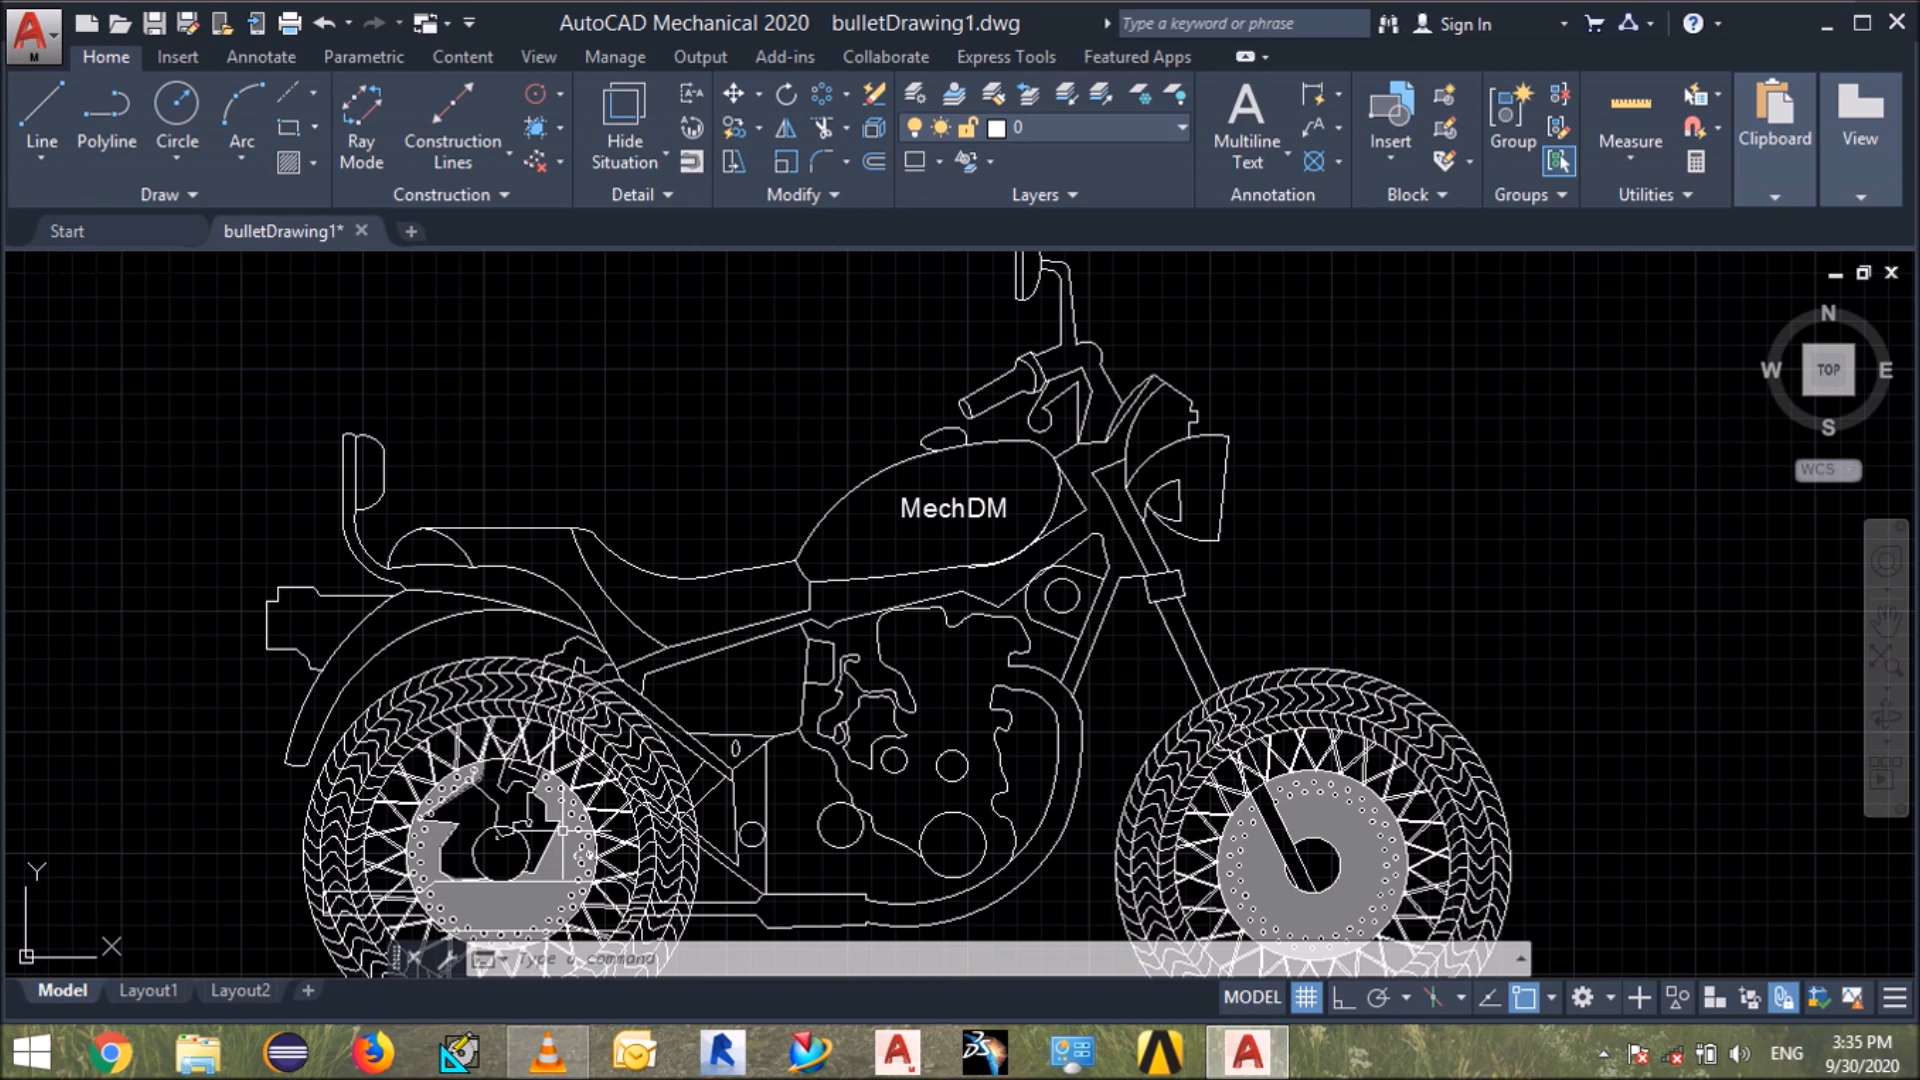 AutoCAD Mechanical 2020 bulletDrawing1.dwg
Type a keyword or phrase
Sign In
Home Insert Annotate Parametric Content View Manage Output Add-ins Collaborate Express Tools Featured Apps
Line
Polyline
Circle
Arc
Ray
Mode
Construction
Lines
Hide
Situation
0
Multiline
Text
Insert
Group
Measure
Clipboard
View
Draw
Construction
Detail
Modify
Layers
Annotation
Block
Groups
Utilities
Start
bulletDrawing1*
N
W
TOP
E
S
WCS
MechDM
Y
X
Type a command
Model
Layout1
Layout2
MODEL
ENG
3:35 PM
9/30/2020